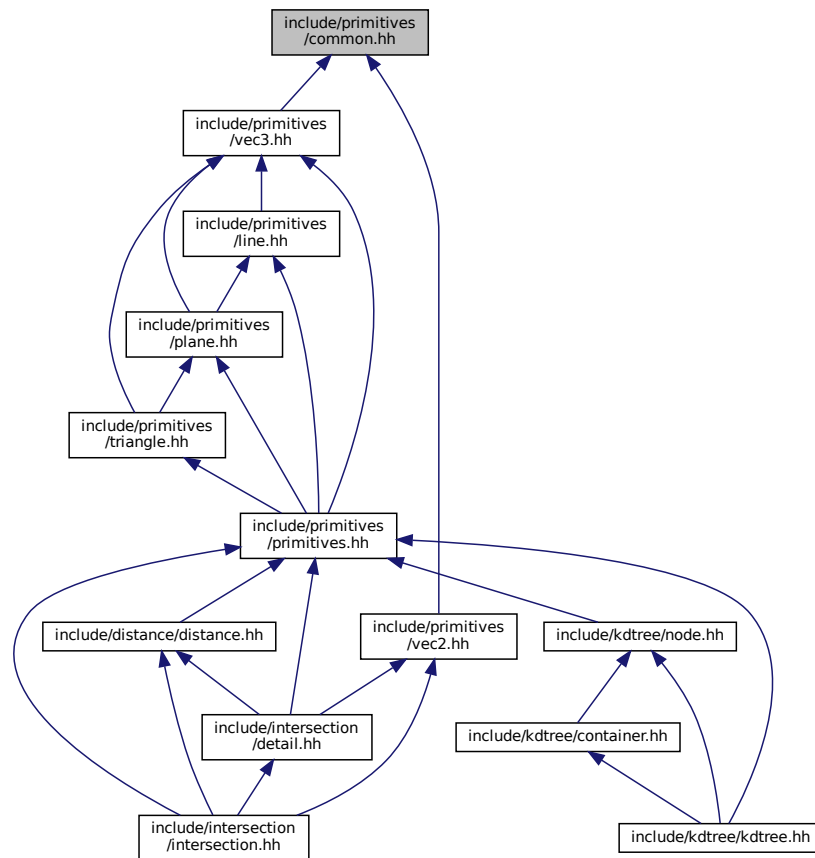 include/primitives
/common.hh
include/primitives
/vec3.hh
include/primitives
/line.hh
include/primitives
/plane.hh
include/primitives
/triangle.hh
include/primitives
/primitives.hh
include/distance/distance.hh
include/primitives
/vec2.hh
include/kdtree/node.hh
include/intersection
/detail.hh
include/kdtree/container.hh
include/intersection
/intersection.hh
include/kdtree/kdtree.hh